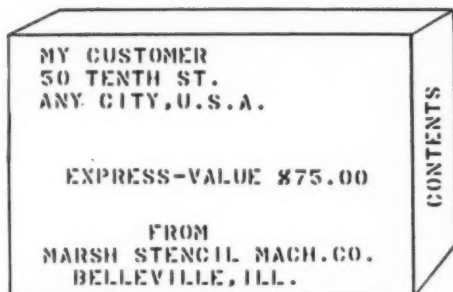 MY CUSTOMER
50 TENTH ST.
ANY CITY, U.S.A.
EXPRESS-VALUE $75.00
FROM
MARSH STENCIL MACH. CO.
BELLEVILLE, ILL.
CONTENTS